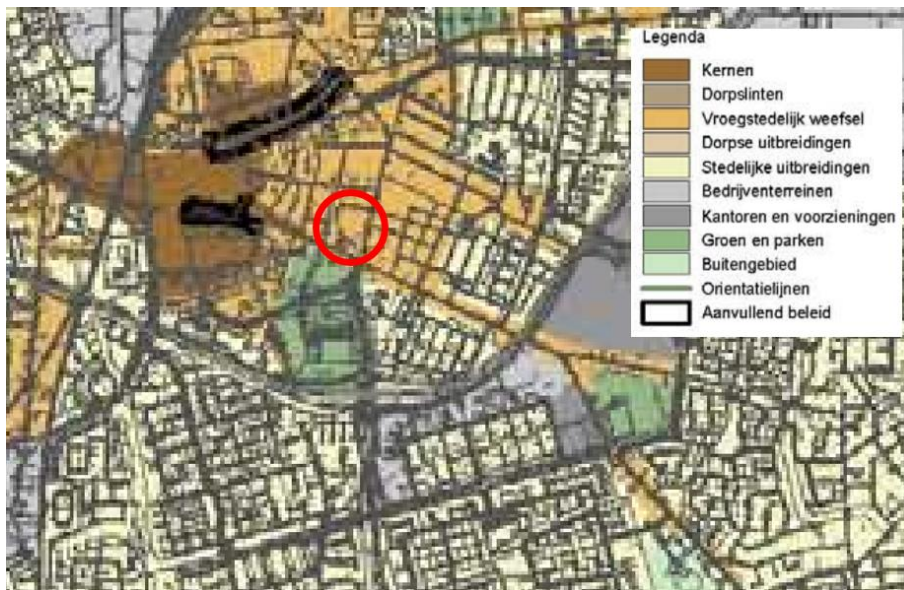 Legenda
Kernen
Dorpslinten
Vroegstedelijk weefsel
Dorpse uitbreidingen
Stedelijke uitbreidingen
Bedrijventerreinen
Kantoren en voorzieningen
Groen en parken
Buitengebied
Orientatielijnen
Aanvullend beleid